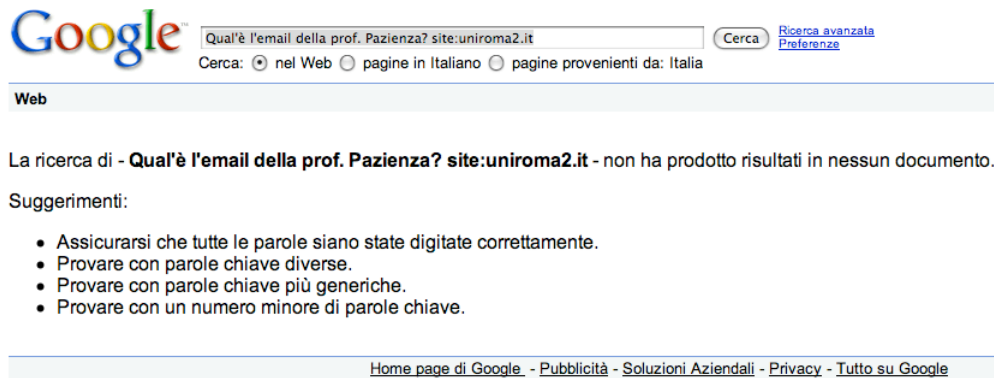 Google™
Qual'è l'email della prof. Pazienza? site:uniroma2.it
Cerca
Ricerca avanzata
Preferenze
Cerca: nel Web pagine in Italiano pagine provenienti da: Italia
Web
La ricerca di - Qual'è l'email della prof. Pazienza? site:uniroma2.it - non ha prodotto risultati in nessun documento.
Suggerimenti:
• Assicurarsi che tutte le parole siano state digitate correttamente.
• Provare con parole chiave diverse.
• Provare con parole chiave più generiche.
• Provare con un numero minore di parole chiave.
Home page di Google - Pubblicità - Soluzioni Aziendali - Privacy - Tutto su Google